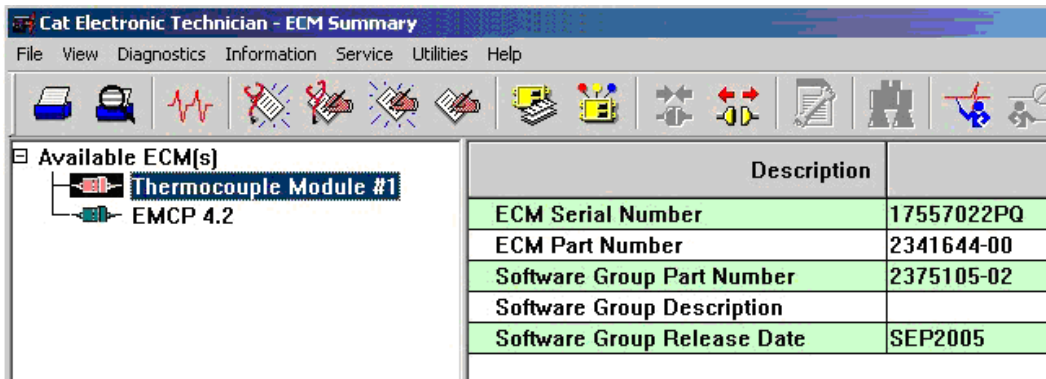 Cat Electronic Technician - ECM Summary
File View Diagnostics Information Service Utilities Help
Available ECM(s)
Thermocouple Module #1
EMCP 4.2
Description
ECM Serial Number 17557022PQ
ECM Part Number 2341644-00
Software Group Part Number 2375105-02
Software Group Description
Software Group Release Date SEP2005